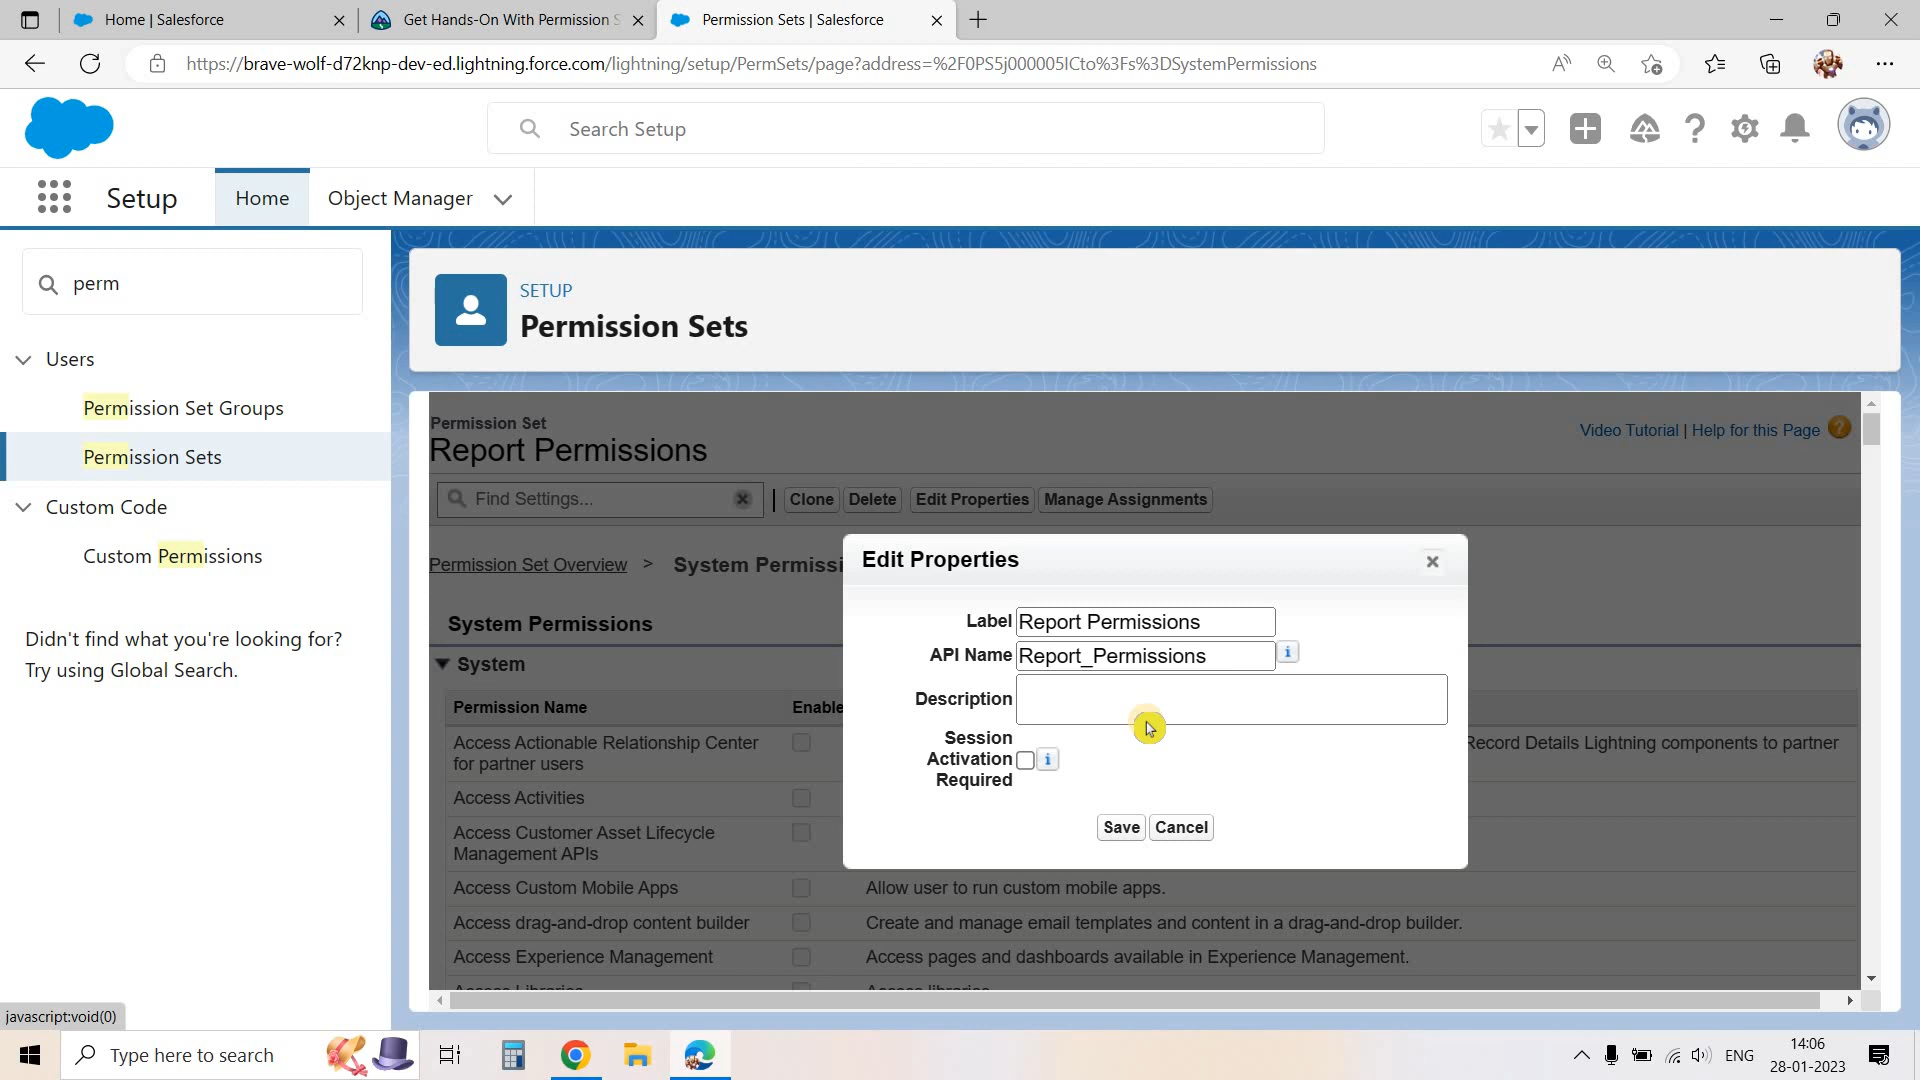 Home | Salesforce
Get Hands-On With Permission S
Permission Sets | Salesforce
https://brave-wolf-d72knp-dev-ed.lightning.force.com/lightning/setup/PermSets/page?address=%2F0PS5j000005ICto%3Fs%3DSystemPermissions
Search Setup
Setup
Home
Object Manager
perm
Users
Permission Set Groups
Permission Sets
Custom Code
Custom Permissions
Didn't find what you're looking for?
Try using Global Search.
SETUP
Permission Sets
Permission Set
Report Permissions
Video Tutorial | Help for this Page
Find Settings...
Clone
Delete
Edit Properties
Manage Assignments
Permission Set Overview > System Permissi
System Permissions
System
Permission Name
Enable
Access Actionable Relationship Center
for partner users
Record Details Lightning components to partner
Access Activities
Access Customer Asset Lifecycle
Management APIs
Access Custom Mobile Apps
Allow user to run custom mobile apps.
Access drag-and-drop content builder
Create and manage email templates and content in a drag-and-drop builder.
Access Experience Management
Access pages and dashboards available in Experience Management.
Edit Properties
Label
Report Permissions
API Name
Report_Permissions
Description
Session
Activation
Required
Save
Cancel
javascript:void(0)
Type here to search
ENG
14:06
28-01-2023